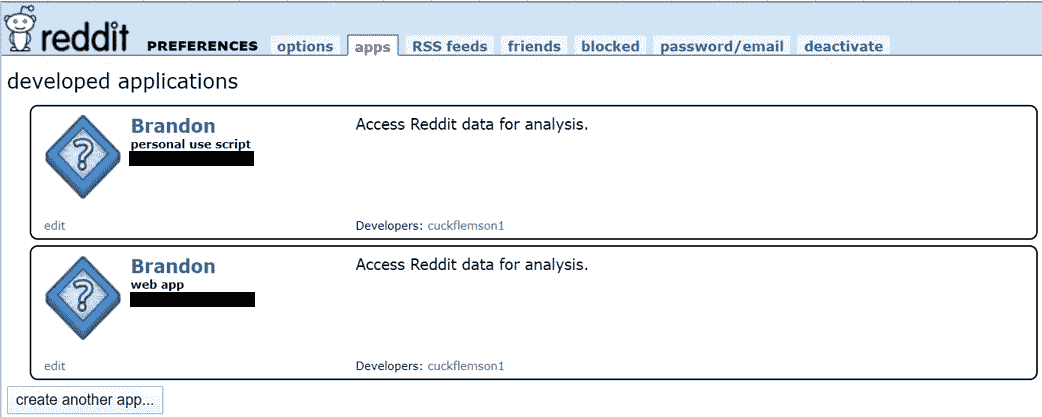 reddit PREFERENCES options apps RSS feeds friends blocked password/email deactivate
developed applications
Brandon Access Reddit data for analysis.
personal use script
edit Developers: cuckflemson1
Brandon Access Reddit data for analysis.
web app
edit Developers: cuckflemson1
create another app...